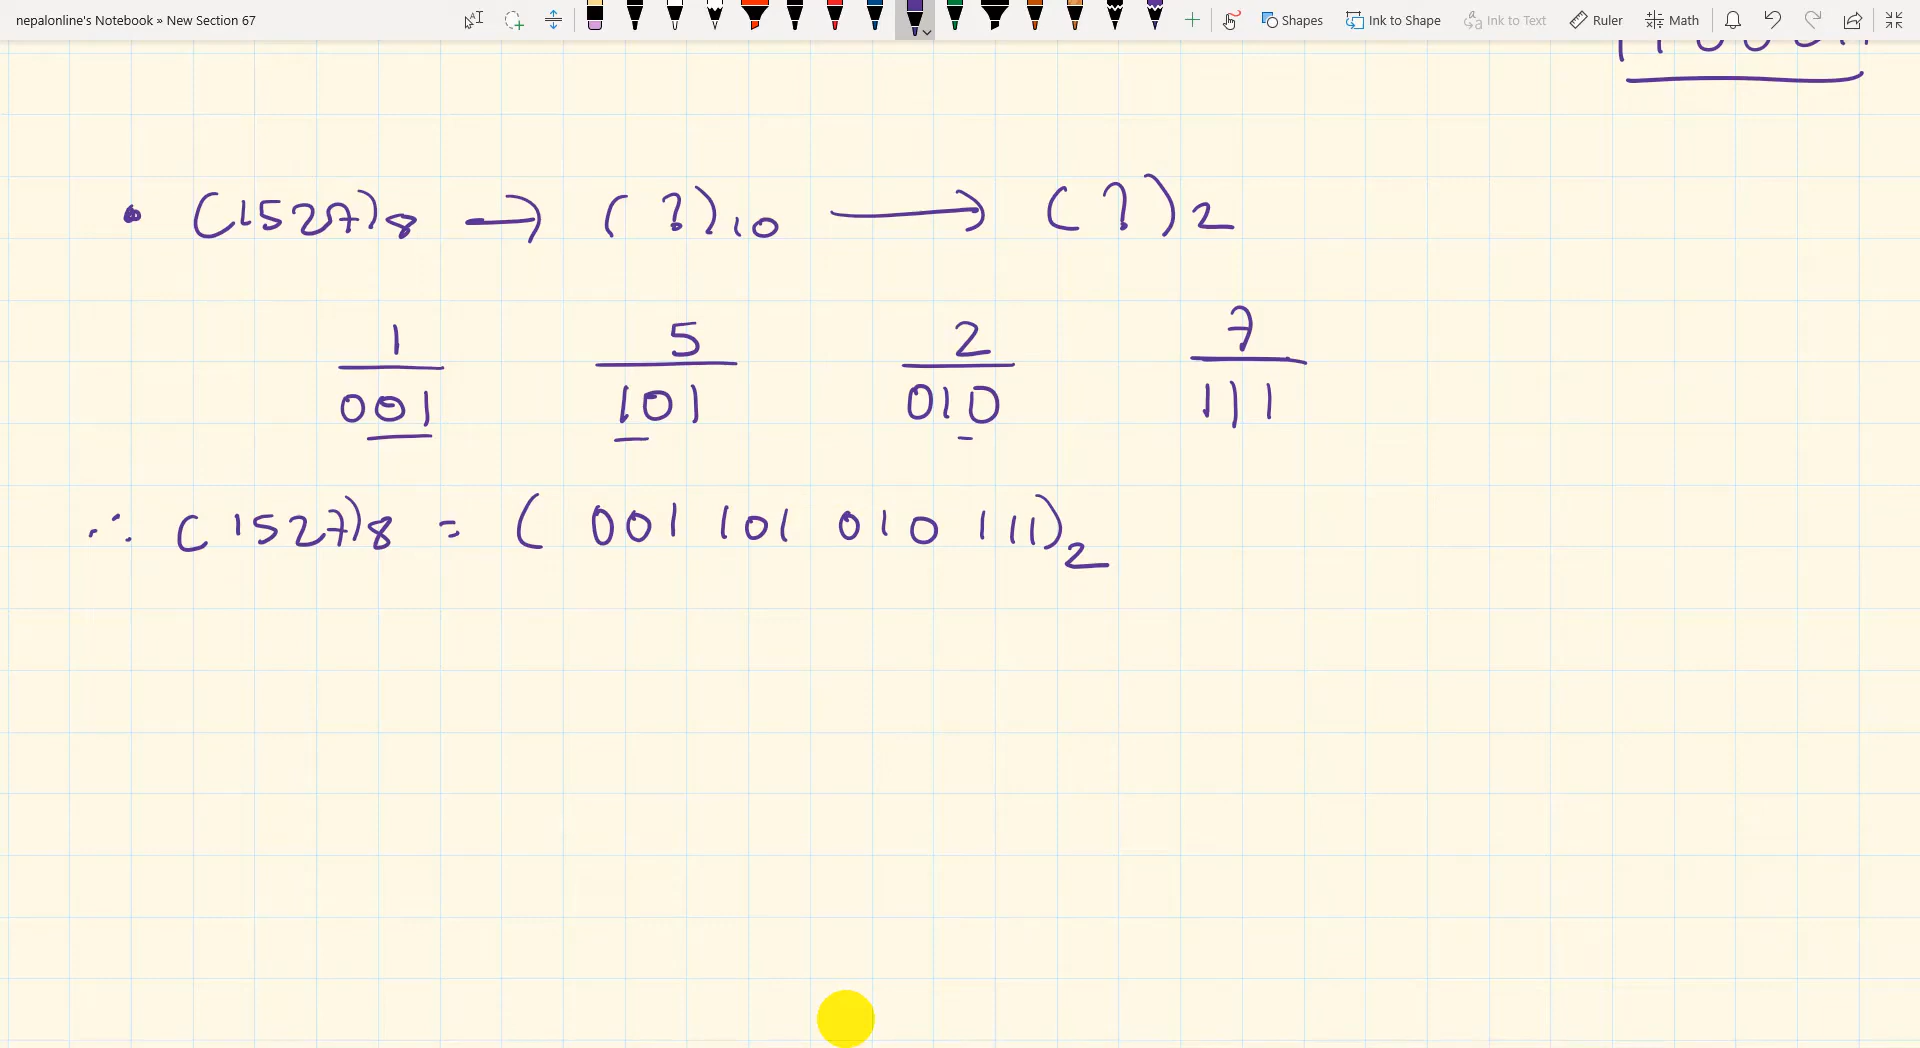 nepalonline's Notebook » New Section 67
Shapes Ink to Shape Ink to Text Ruler Math
• (1527)8 → (?)10 → (?)2
1 5 2 7
001 101 010 111
∴ (1527)8 = (001 101 010 111)2